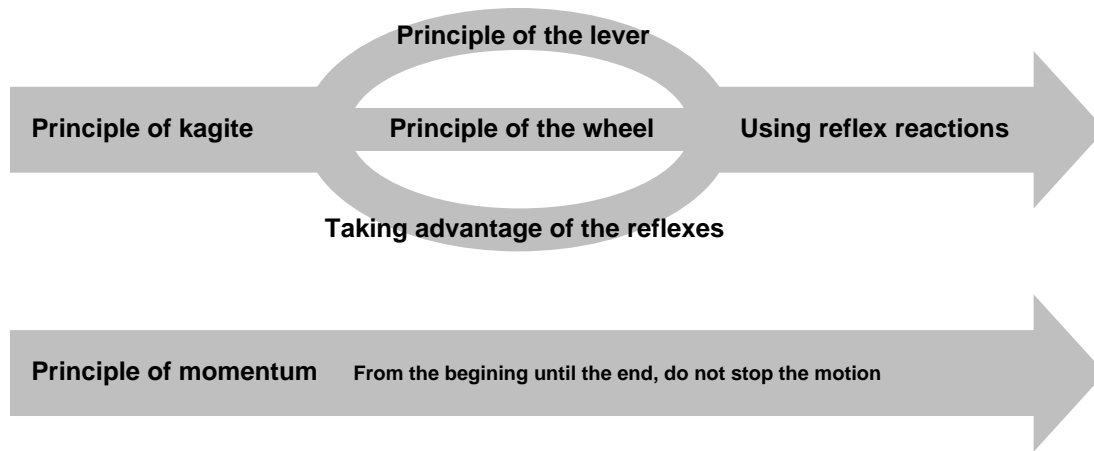 Principle of the lever
Principle of kagite
Principle of the wheel
Using reflex reactions
Taking advantage of the reflexes
Principle of momentum
From the begining until the end, do not stop the motion